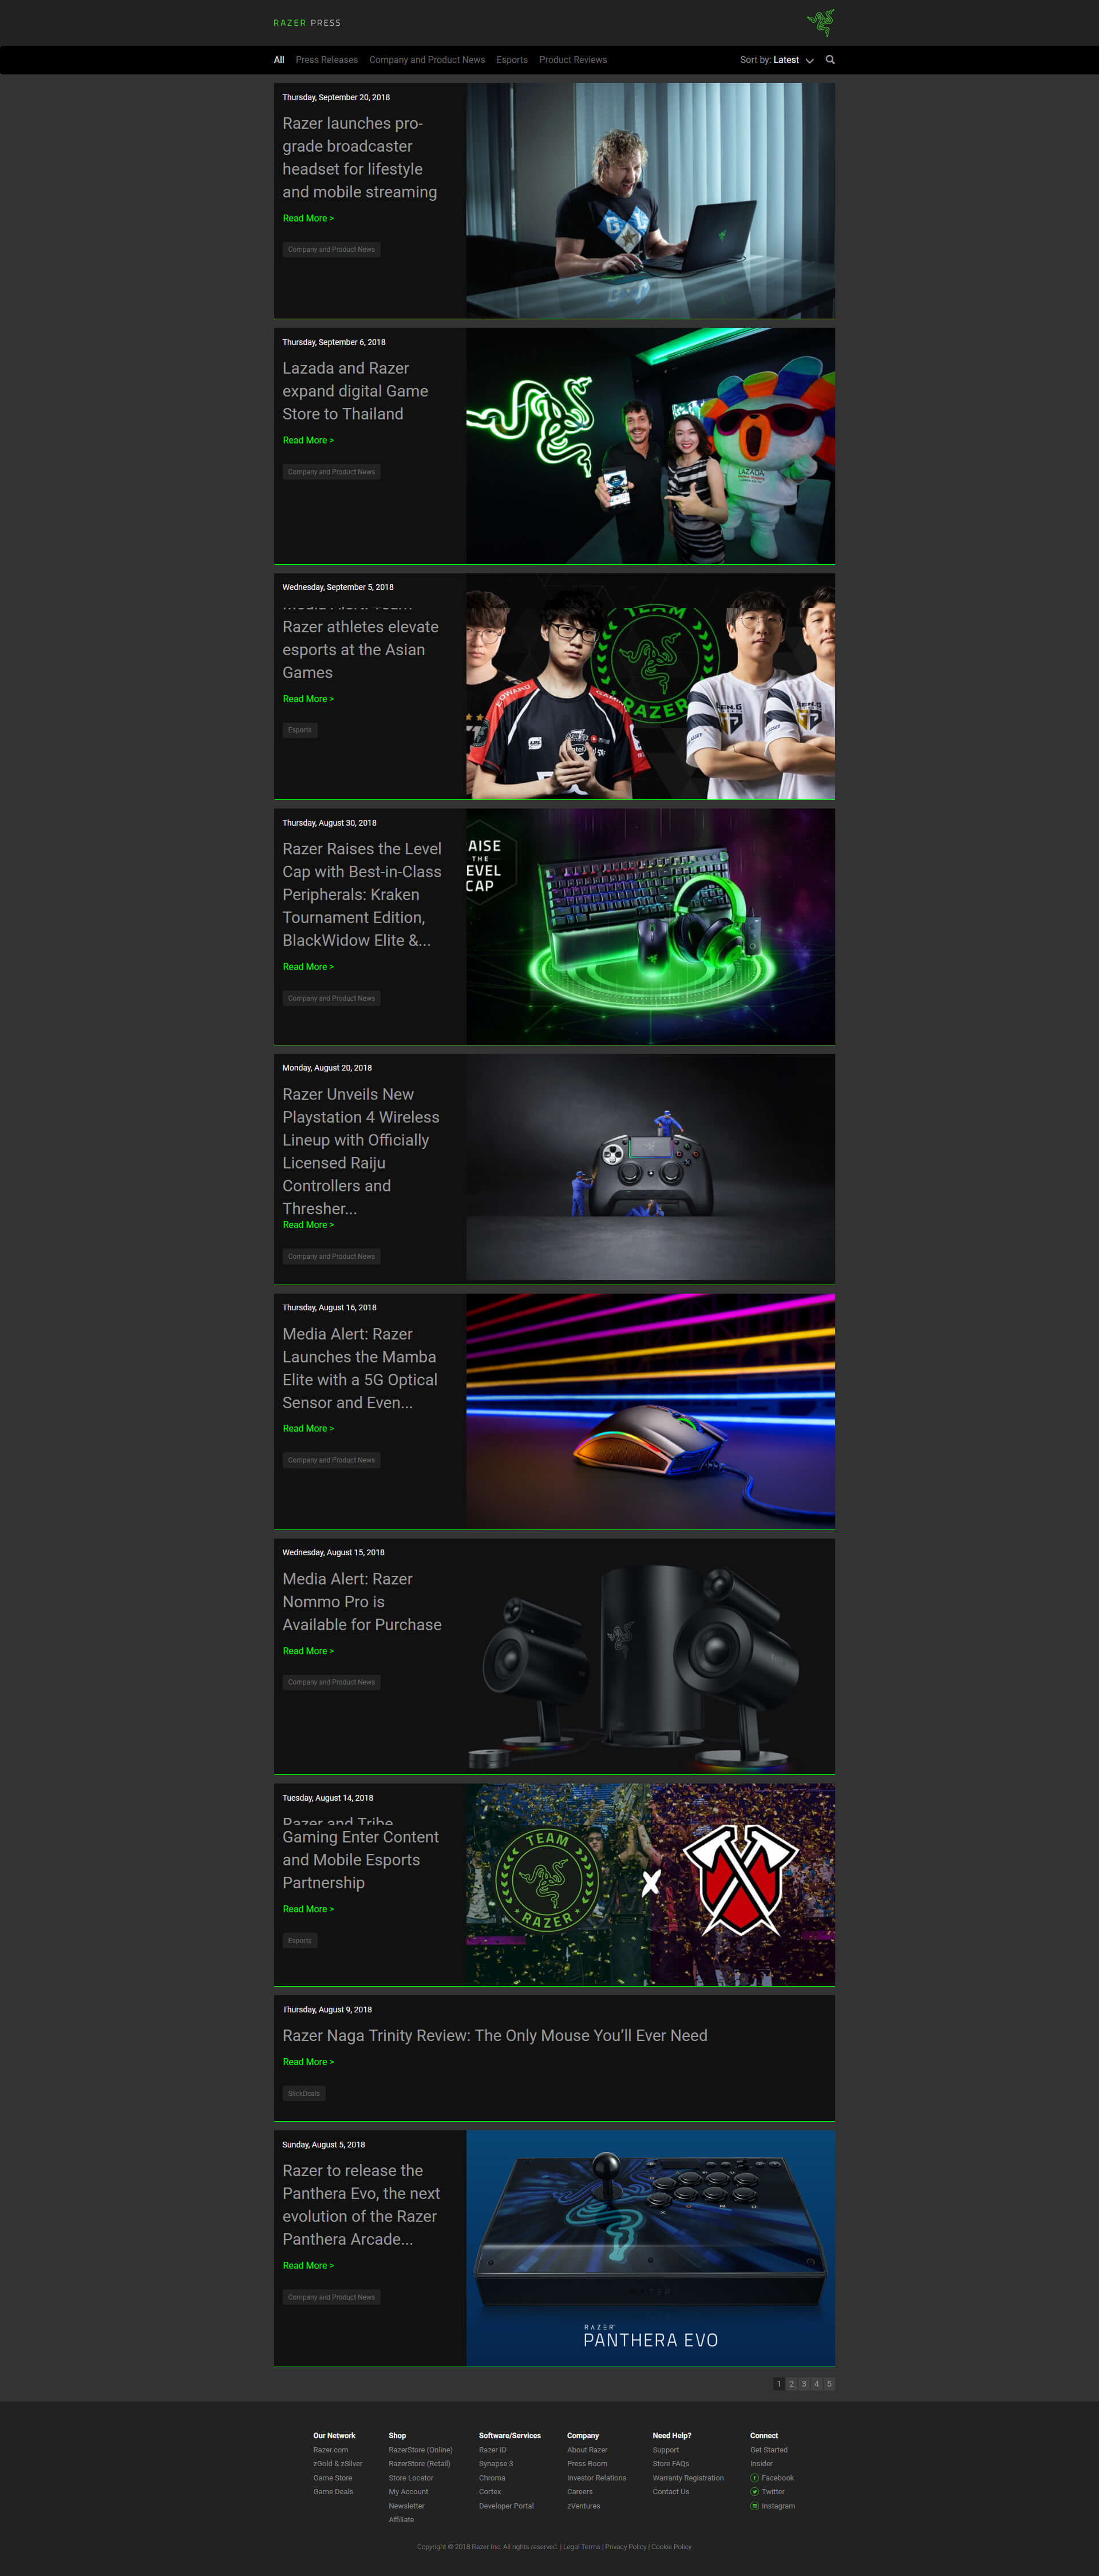 RAZER PRESS
All Press Releases Company and Product News Esports Product Reviews Sort by: Latest
Thursday, September 20, 2018
Razer launches pro-
grade broadcaster
headset for lifestyle
and mobile streaming
Read More >
Company and Product News
Thursday, September 6, 2018
Lazada and Razer
expand digital Game
Store to Thailand
Read More >
Company and Product News
LAZADA
Wednesday, September 5, 2018
Razer athletes elevate
esports at the Asian
Games
Read More >
Esports
TEAM
RAZER
GEN.G
Thursday, August 30, 2018
Razer Raises the Level
Cap with Best-in-Class
Peripherals: Kraken
Tournament Edition,
BlackWidow Elite &...
Read More >
Company and Product News
AISE
THE
EVEL
CAP
Monday, August 20, 2018
Razer Unveils New
Playstation 4 Wireless
Lineup with Officially
Licensed Raiju
Controllers and
Thresher...
Read More >
Company and Product News
Thursday, August 16, 2018
Media Alert: Razer
Launches the Mamba
Elite with a 5G Optical
Sensor and Even...
Read More >
Company and Product News
Wednesday, August 15, 2018
Media Alert: Razer
Nommo Pro is
Available for Purchase
Read More >
Company and Product News
Tuesday, August 14, 2018
Razer and Tribe
Gaming Enter Content
and Mobile Esports
Partnership
Read More >
Esports
TEAM
RAZER
X
Thursday, August 9, 2018
Razer Naga Trinity Review: The Only Mouse You’ll Ever Need
Read More >
SlickDeals
Sunday, August 5, 2018
Razer to release the
Panthera Evo, the next
evolution of the Razer
Panthera Arcade...
Read More >
Company and Product News
RAZER
PANTHERA EVO
1 2 3 4 5
Our Network
Razer.com
zGold & zSilver
Game Store
Game Deals
Shop
RazerStore (Online)
RazerStore (Retail)
Store Locator
My Account
Newsletter
Affiliate
Software/Services
Razer ID
Synapse 3
Chroma
Cortex
Developer Portal
Company
About Razer
Press Room
Investor Relations
Careers
zVentures
Need Help?
Support
Store FAQs
Warranty Registration
Contact Us
Connect
Get Started
Insider
Facebook
Twitter
Instagram
Copyright © 2018 Razer Inc. All rights reserved. | Legal Terms | Privacy Policy | Cookie Policy